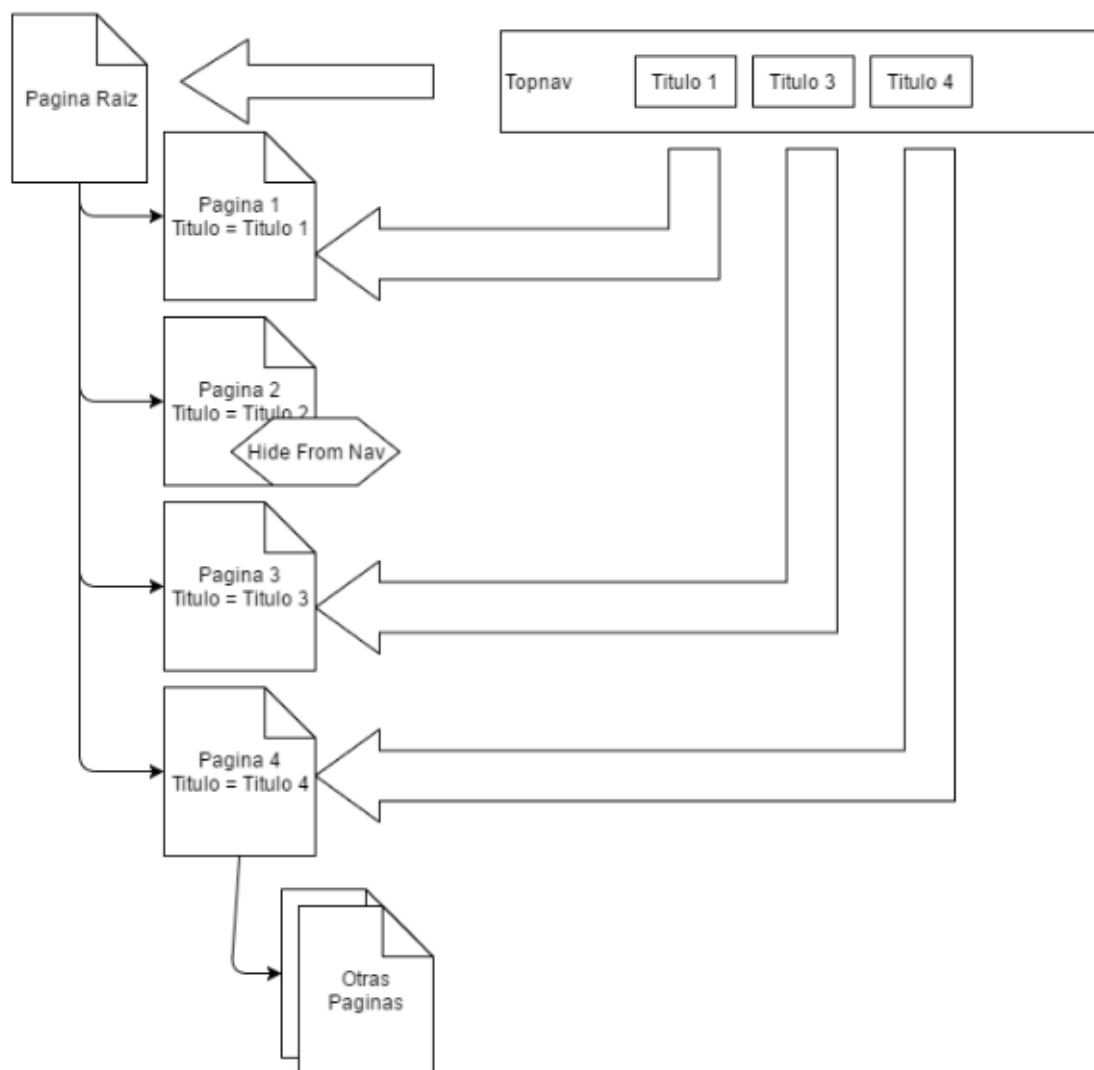 Pagina Raiz
Topnav
Titulo 1
Titulo 3
Titulo 4
Pagina 1
Titulo = Titulo 1
Pagina 2
Titulo = Titulo 2
Hide From Nav
Pagina 3
Titulo = Titulo 3
Pagina 4
Titulo = Titulo 4
Otras
Paginas